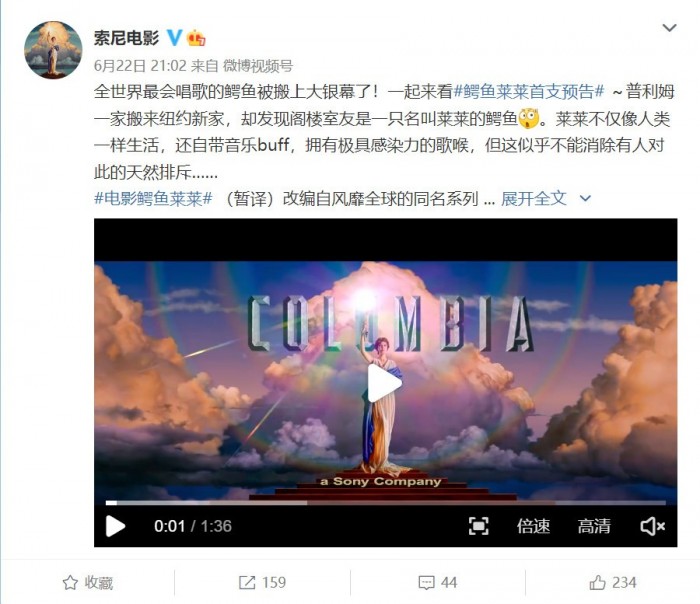 索尼电影
6月22日 21:02 来自 微博视频号
全世界最会唱歌的鳄鱼被搬上大银幕了！一起来看#鳄鱼莱莱首支预告# ~普利姆
一家搬来纽约新家，却发现阁楼室友是一只名叫莱莱的鳄鱼😲。莱莱不仅像人类
一样生活，还自带音乐buff，拥有极具感染力的歌喉，但这似乎不能消除有人对
此的天然排斥......
#电影鳄鱼莱莱# （暂译）改编自风靡全球的同名系列 ... 展开全文
COLUMBIA
a Sony Company
0:01 / 1:36 倍速 高清
收藏 159 44 234